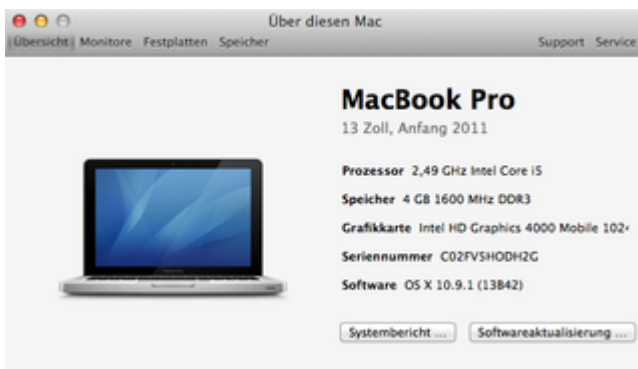 Über diesen Mac
Übersicht Monitore Festplatten Speicher Support Service
MacBook Pro
13 Zoll, Anfang 2011
Prozessor 2,49 GHz Intel Core i5
Speicher 4 GB 1600 MHz DDR3
Grafikkarte Intel HD Graphics 4000 Mobile 102
Seriennummer C02FV5HODH2G
Software OS X 10.9.1 (13B42)
Systembericht ... Softwareaktualisierung ...